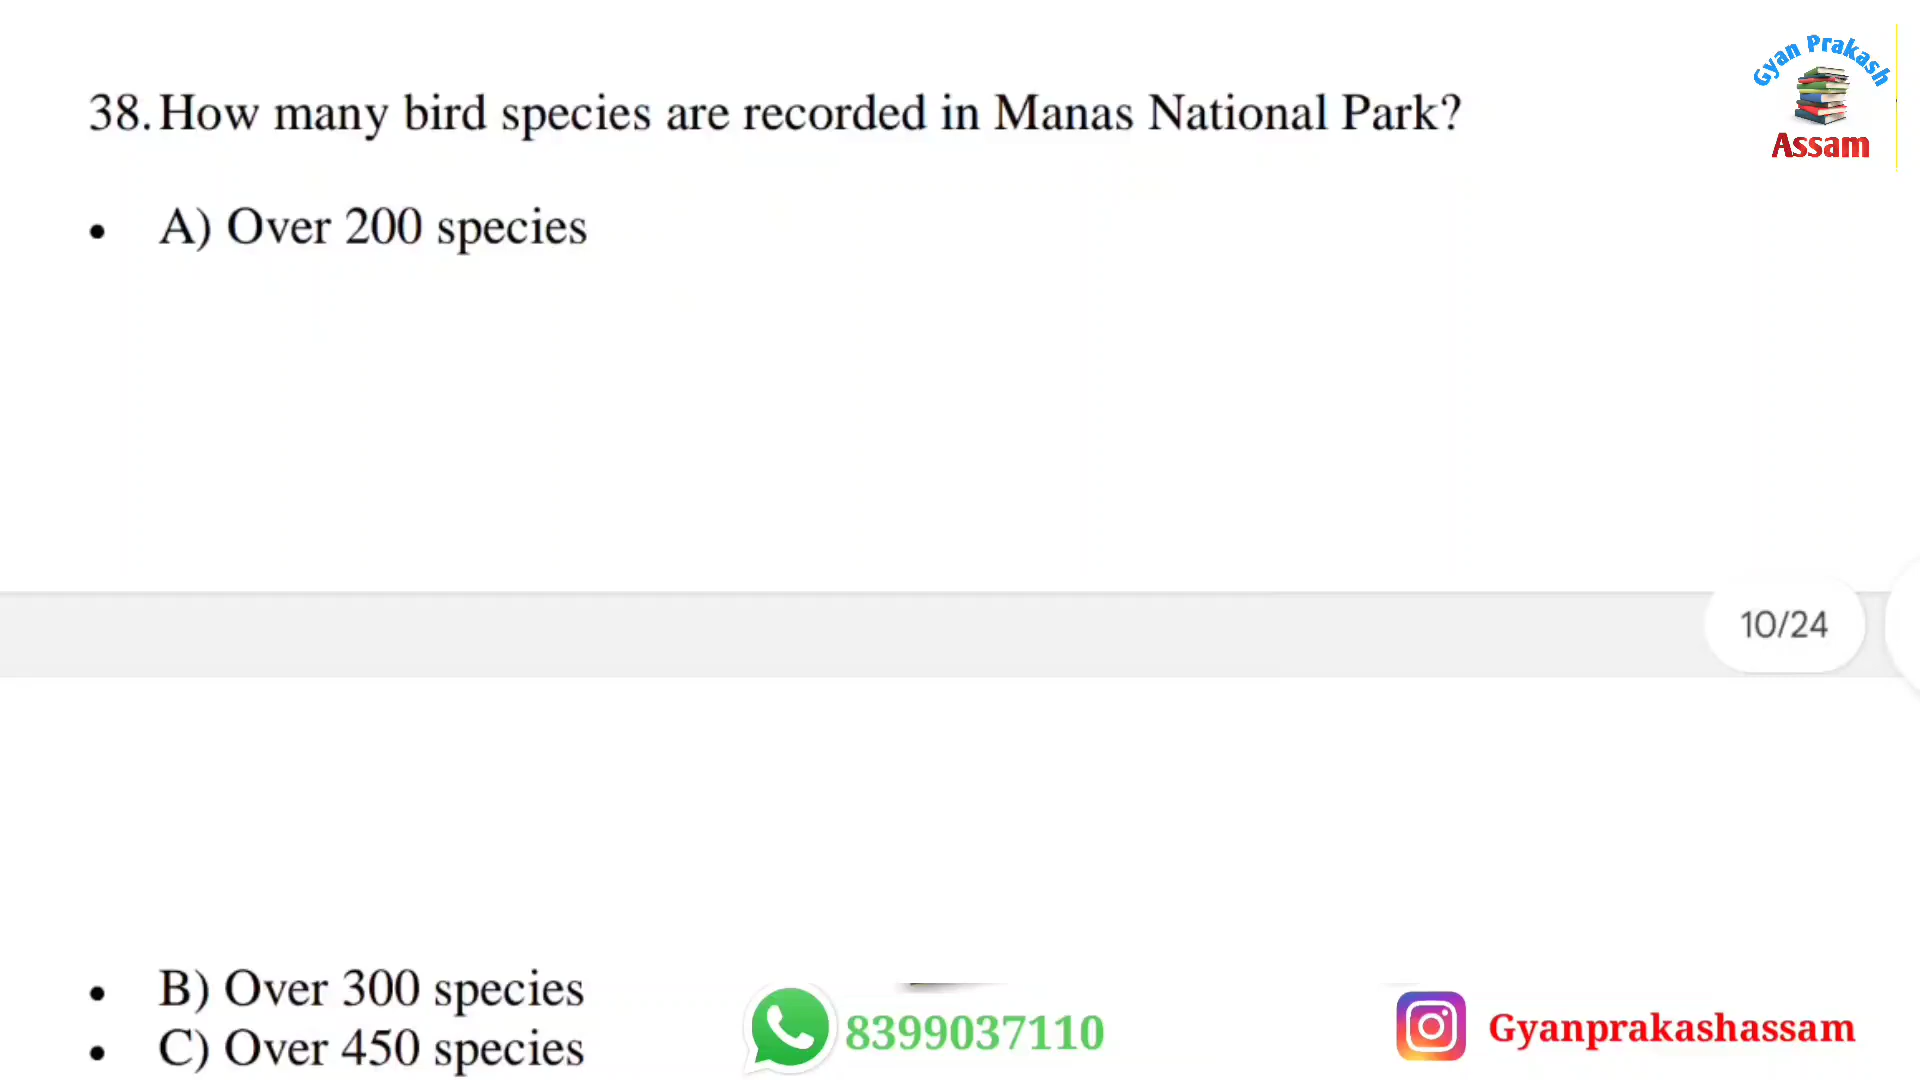 Gyan Prakash
Assam
38. How many bird species are recorded in Manas National Park?
• A) Over 200 species
10/24
• B) Over 300 species
• C) Over 450 species
8399037110
Gyanprakashassam